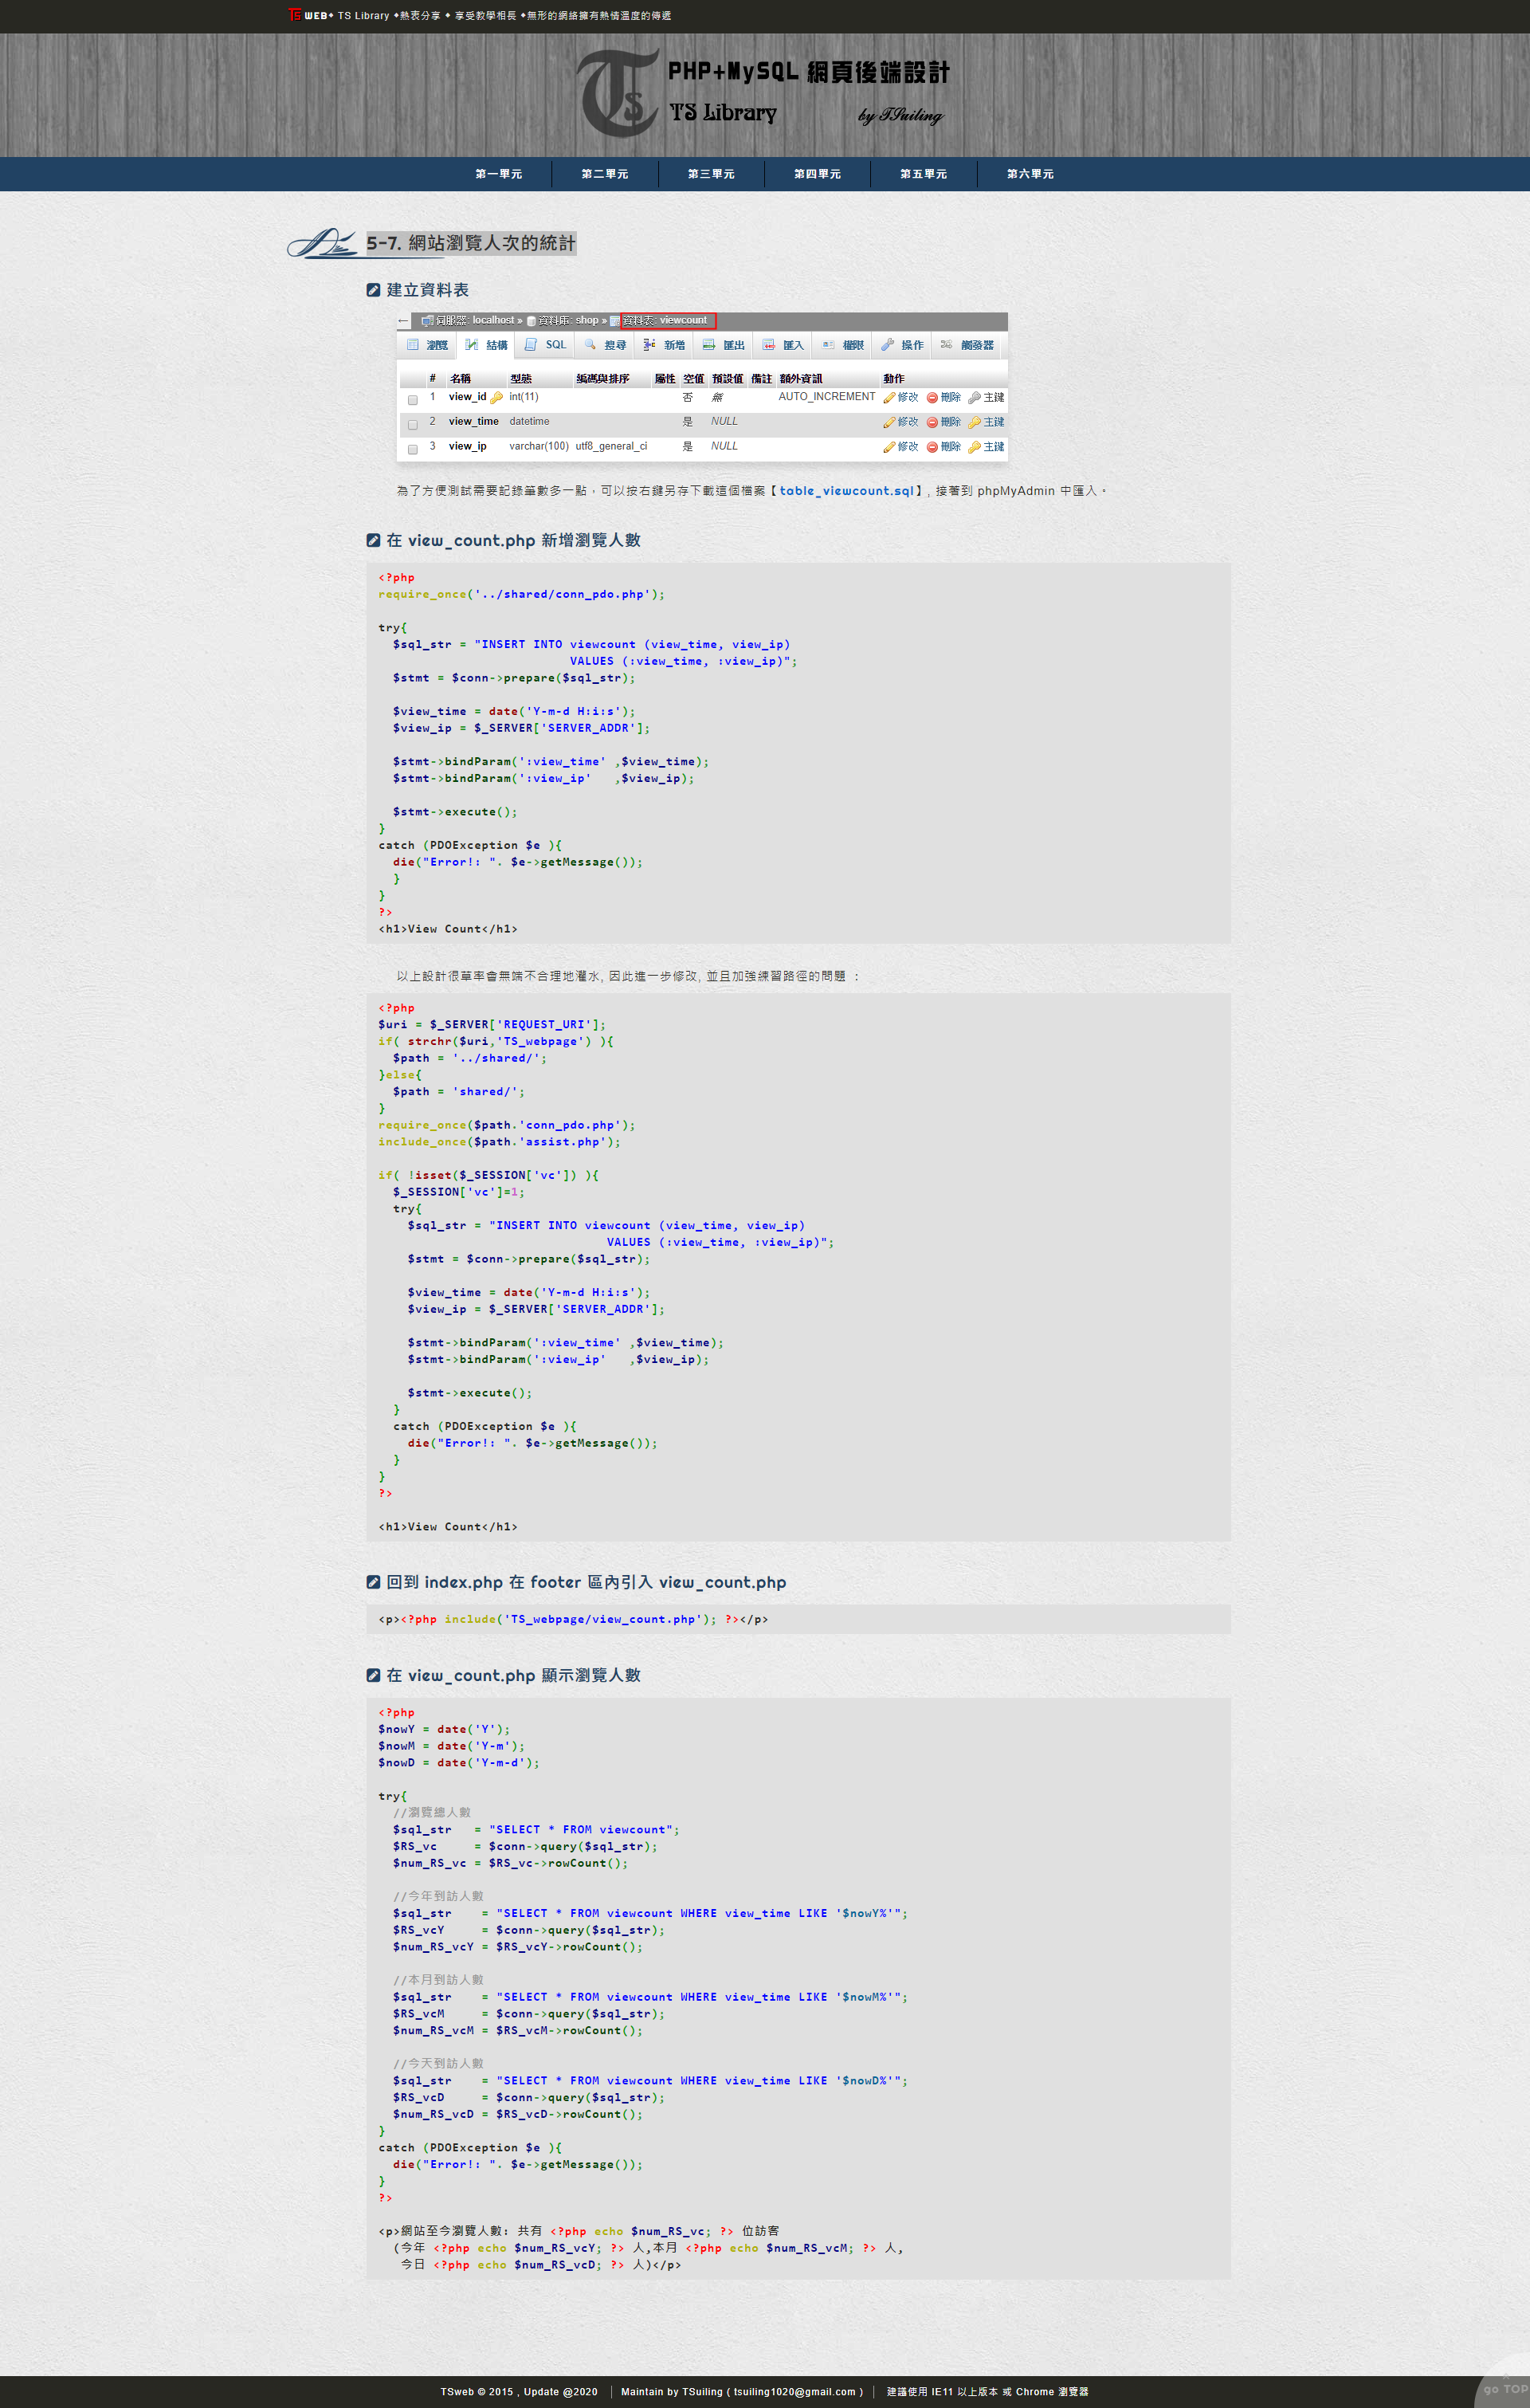 TS WEB◆ TS Library ◆熱衷分享 ◆ 享受教學相長 ◆無形的網絡擁有熱情溫度的傳遞
PHP+MySQL 網頁後端設計
TS Library by TSuiling
第一單元 第二單元 第三單元 第四單元 第五單元 第六單元
5-7. 網站瀏覽人次的統計
建立資料表
← 伺服器: localhost » 資料庫: shop » 資料表: viewcount
瀏覽 結構 SQL 搜尋 新增 匯出 匯入 權限 操作 觸發器
# 名稱 型態 編碼與排序 屬性 空值 預設值 備註 額外資訊 動作
1 view_id int(11) 否 無 AUTO_INCREMENT 修改 刪除 主鍵
2 view_time datetime 是 NULL 修改 刪除 主鍵
3 view_ip varchar(100) utf8_general_ci 是 NULL 修改 刪除 主鍵
為了方便測試需要記錄筆數多一點，可以按右鍵另存下載這個檔案【table_viewcount.sql】, 接著到 phpMyAdmin 中匯入。
在 view_count.php 新增瀏覽人數
<?php
require_once('../shared/conn_pdo.php');
try{
$sql_str = "INSERT INTO viewcount (view_time, view_ip)
VALUES (:view_time, :view_ip)";
$stmt = $conn->prepare($sql_str);
$view_time = date('Y-m-d H:i:s');
$view_ip = $_SERVER['SERVER_ADDR'];
$stmt->bindParam(':view_time' ,$view_time);
$stmt->bindParam(':view_ip'   ,$view_ip);
$stmt->execute();
}
catch (PDOException $e ){
die("Error!: ". $e->getMessage());
}
}
?>
<h1>View Count</h1>
以上設計很草率會無端不合理地灌水, 因此進一步修改, 並且加強練習路徑的問題 :
<?php
$uri = $_SERVER['REQUEST_URI'];
if( strchr($uri,'TS_webpage') ){
$path = '../shared/';
}else{
$path = 'shared/';
}
require_once($path.'conn_pdo.php');
include_once($path.'assist.php');
if( !isset($_SESSION['vc']) ){
$_SESSION['vc']=1;
try{
$sql_str = "INSERT INTO viewcount (view_time, view_ip)
VALUES (:view_time, :view_ip)";
$stmt = $conn->prepare($sql_str);
$view_time = date('Y-m-d H:i:s');
$view_ip = $_SERVER['SERVER_ADDR'];
$stmt->bindParam(':view_time' ,$view_time);
$stmt->bindParam(':view_ip'   ,$view_ip);
$stmt->execute();
}
catch (PDOException $e ){
die("Error!: ". $e->getMessage());
}
}
?>
<h1>View Count</h1>
回到 index.php 在 footer 區內引入 view_count.php
<p><?php include('TS_webpage/view_count.php'); ?></p>
在 view_count.php 顯示瀏覽人數
<?php
$nowY = date('Y');
$nowM = date('Y-m');
$nowD = date('Y-m-d');
try{
//瀏覽總人數
$sql_str   = "SELECT * FROM viewcount";
$RS_vc     = $conn->query($sql_str);
$num_RS_vc = $RS_vc->rowCount();
//今年到訪人數
$sql_str    = "SELECT * FROM viewcount WHERE view_time LIKE '$nowY%'";
$RS_vcY     = $conn->query($sql_str);
$num_RS_vcY = $RS_vcY->rowCount();
//本月到訪人數
$sql_str    = "SELECT * FROM viewcount WHERE view_time LIKE '$nowM%'";
$RS_vcM     = $conn->query($sql_str);
$num_RS_vcM = $RS_vcM->rowCount();
//今天到訪人數
$sql_str    = "SELECT * FROM viewcount WHERE view_time LIKE '$nowD%'";
$RS_vcD     = $conn->query($sql_str);
$num_RS_vcD = $RS_vcD->rowCount();
}
catch (PDOException $e ){
die("Error!: ". $e->getMessage());
}
?>
<p>網站至今瀏覽人數: 共有 <?php echo $num_RS_vc; ?> 位訪客
(今年 <?php echo $num_RS_vcY; ?> 人,本月 <?php echo $num_RS_vcM; ?> 人,
今日 <?php echo $num_RS_vcD; ?> 人)</p>
go TOP
TSweb © 2015 , Update @2020 | Maintain by TSuiling ( tsuiling1020@gmail.com ) | 建議使用 IE11 以上版本 或 Chrome 瀏覽器